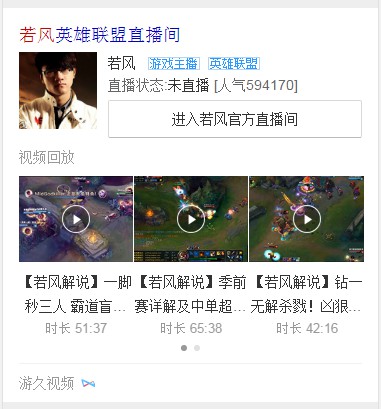 若风英雄联盟直播间
若风 游戏主播 英雄联盟
直播状态:未直播 [人气594170]
进入若风官方直播间
视频回放
【若风解说】一脚秒三人 霸道盲...
时长 51:37
【若风解说】季前赛详解及中单超...
时长 65:38
【若风解说】钻一无解杀戮！凶狠...
时长 42:16
游久视频